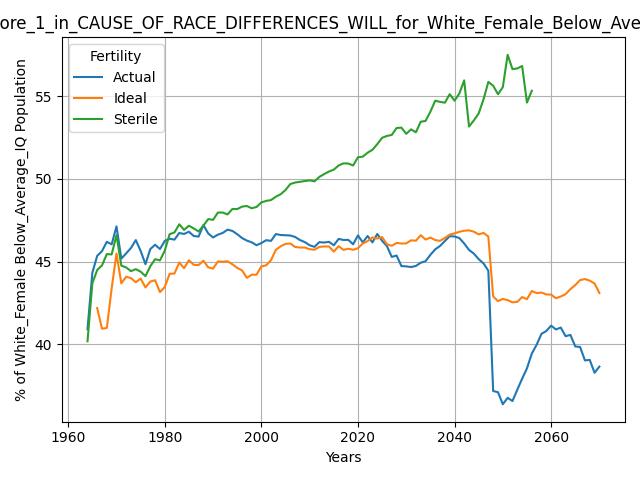 ore_1_in_CAUSE_OF_RACE_DIFFERENCES_WILL_for_White_Female_Below_Ave
Fertility
Actual
Ideal
Sterile
% of White_Female Below_Average_IQ Population
55
50
45
40
1960
1980
2000
2020
2040
2060
Years